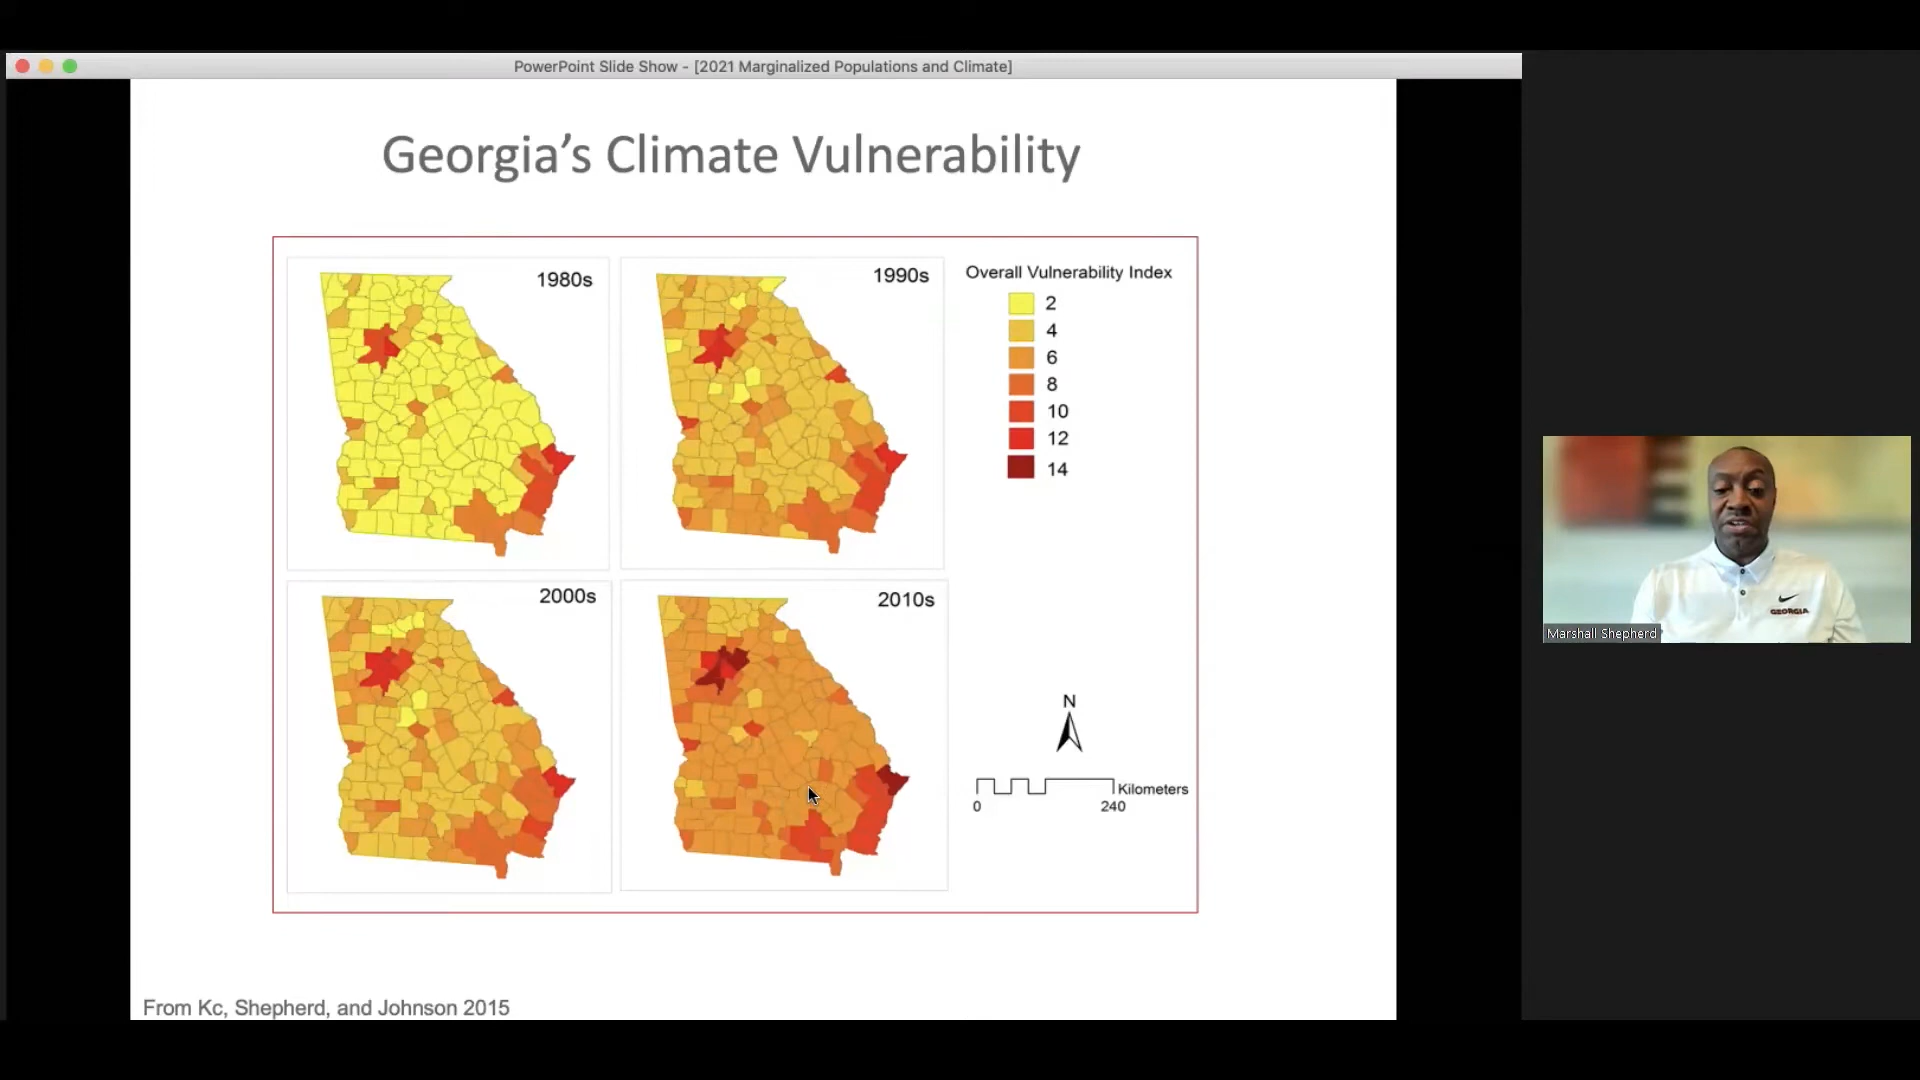 PowerPoint Slide Show - [2021 Marginalized Populations and Climate]
Georgia's Climate Vulnerability
1980s
1990s
Overall Vulnerability Index
2
4
6
8
10
12
14
2000s
2010s
N
Kilometers
0
240
From Kc, Shepherd, and Johnson 2015
GEORGIA
Marshall Shepherd